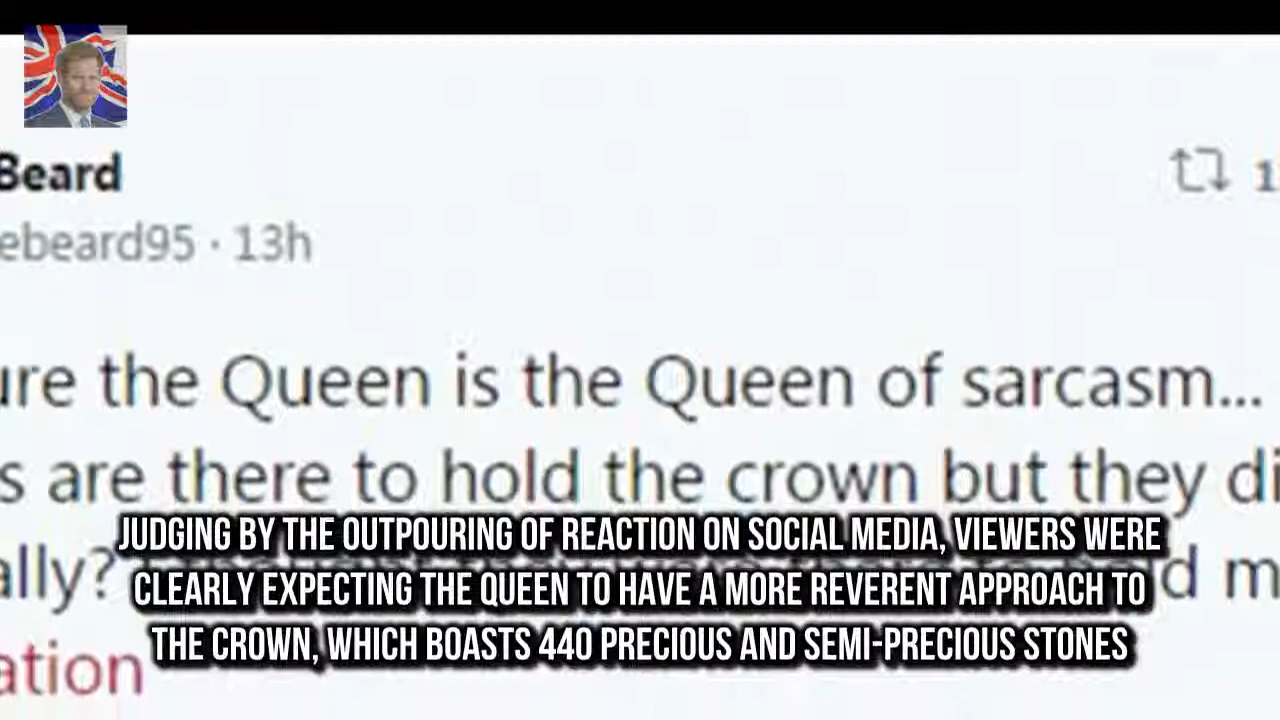 Beard
ebeard95 · 13h
ure the Queen is the Queen of sarcasm...
s are there to hold the crown but they di
ally?
JUDGING BY THE OUTPOURING OF REACTION ON SOCIAL MEDIA, VIEWERS WERE
CLEARLY EXPECTING THE QUEEN TO HAVE A MORE REVERENT APPROACH TO
THE CROWN, WHICH BOASTS 440 PRECIOUS AND SEMI-PRECIOUS STONES
ation